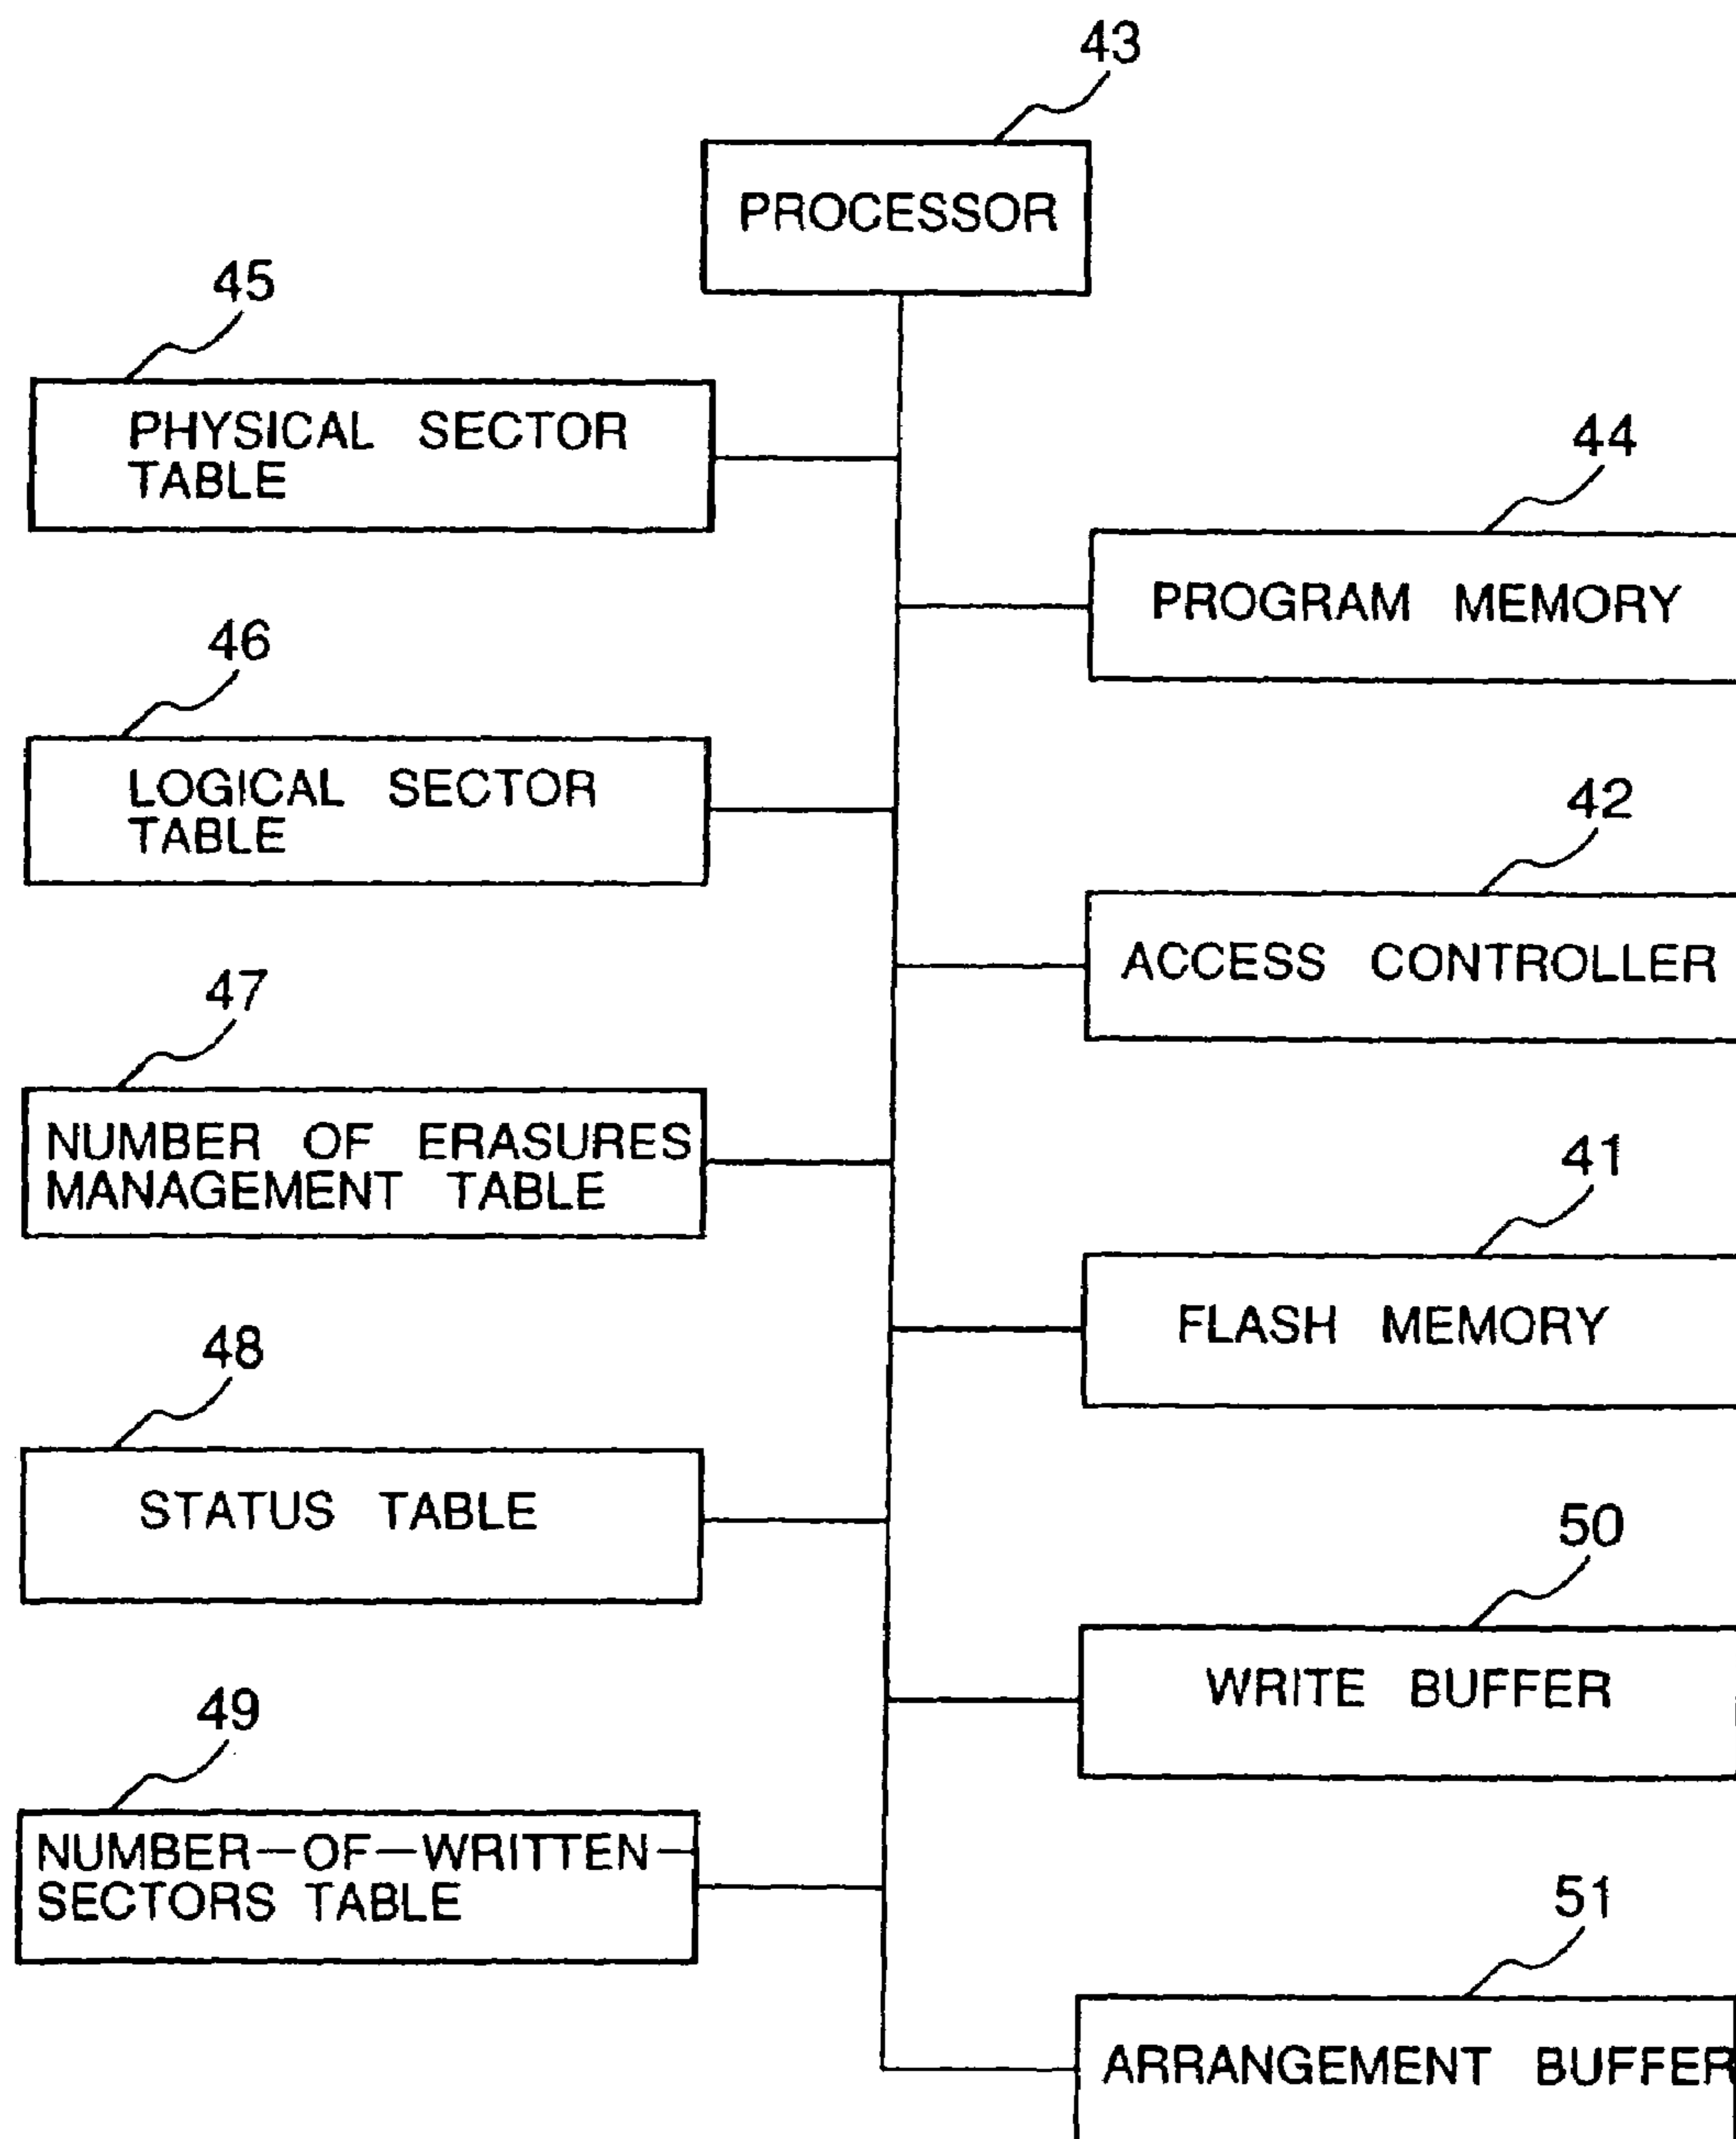 43
PROCESSOR
45
PHYSICAL SECTOR
TABLE
44
PROGRAM MEMORY
46
LOGICAL SECTOR
TABLE
42
ACCESS CONTROLLER
47
NUMBER OF ERASURES
MANAGEMENT TABLE
41
FLASH MEMORY
48
STATUS TABLE
50
WRITE BUFFER
49
NUMBER-OF-WRITTEN-
SECTORS TABLE
51
ARRANGEMENT BUFFER